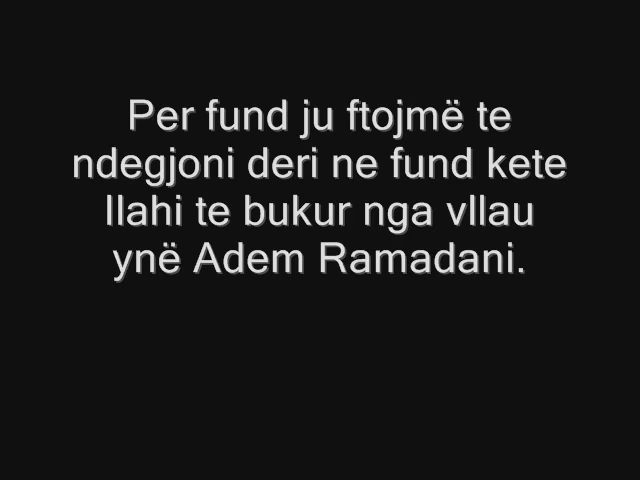 Per fund ju ftojmë te
ndegjoni deri ne fund kete
Ilahi te bukur nga vllau
ynë Adem Ramadani.